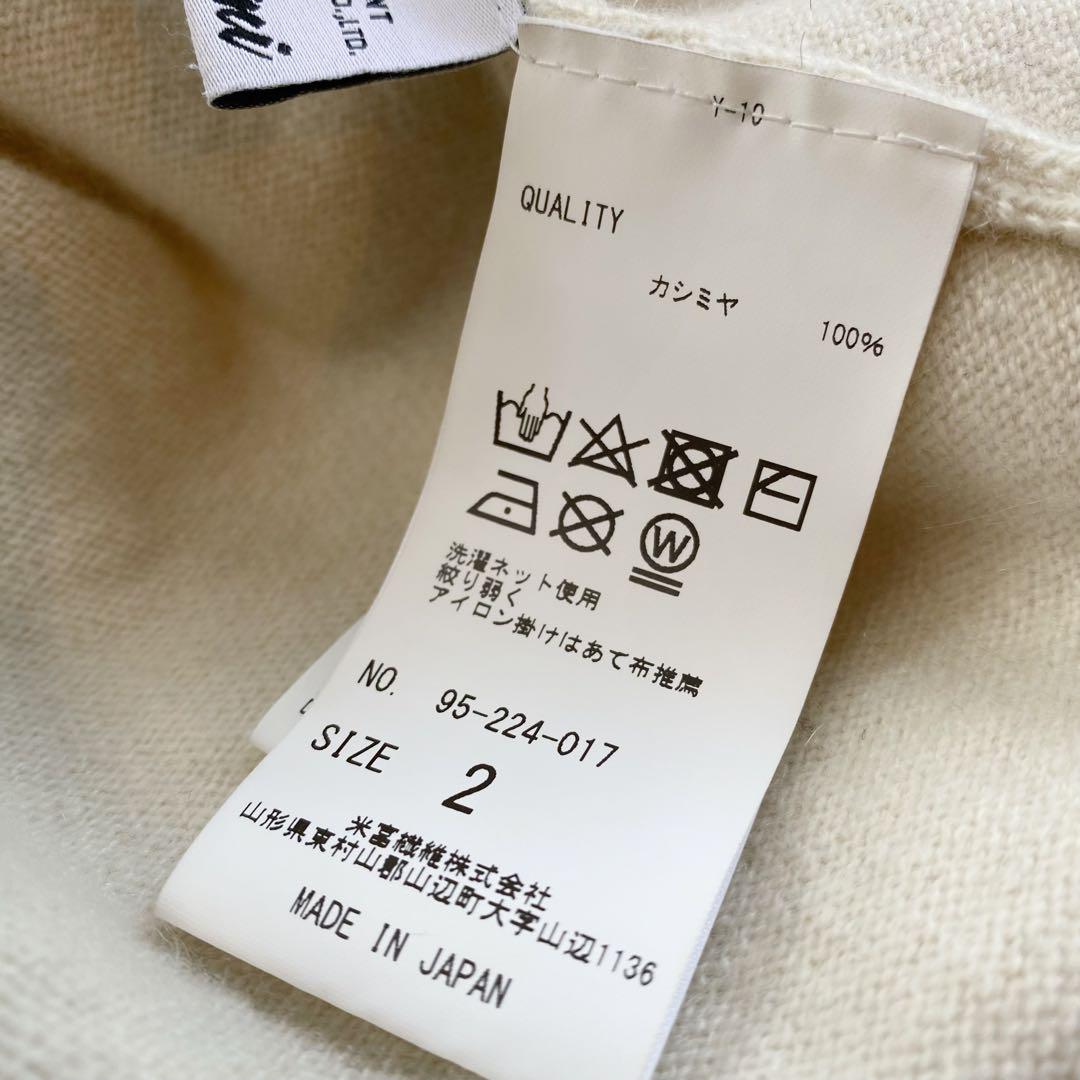 NT
O.,LTD.
mi
Y-10
QUALITY
カシミヤ 100%
W
洗濯ネット使用
絞り弱く
アイロン掛けはあて布推薦
NO. 95-224-017
SIZE 2
米富繊維株式会社
山形県東村山郡山辺町大字山辺1136
MADE IN JAPAN